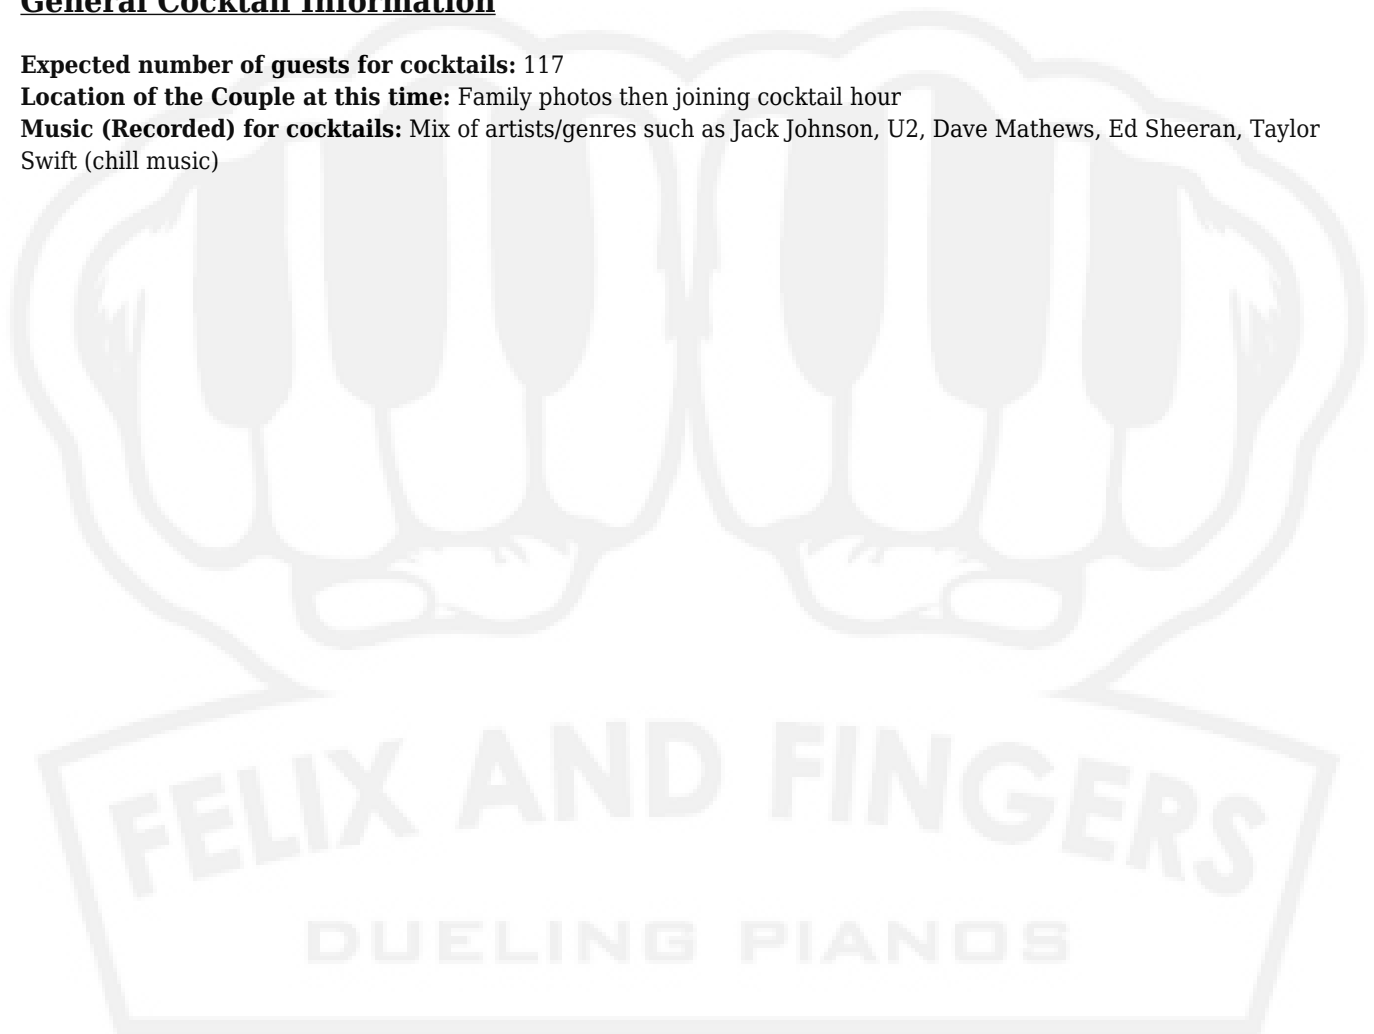 General Cocktail Information
Expected number of guests for cocktails: 117
Location of the Couple at this time: Family photos then joining cocktail hour
Music (Recorded) for cocktails: Mix of artists/genres such as Jack Johnson, U2, Dave Mathews, Ed Sheeran, Taylor
Swift (chill music)
FELIX AND FINGERS
DUELING PIANOS